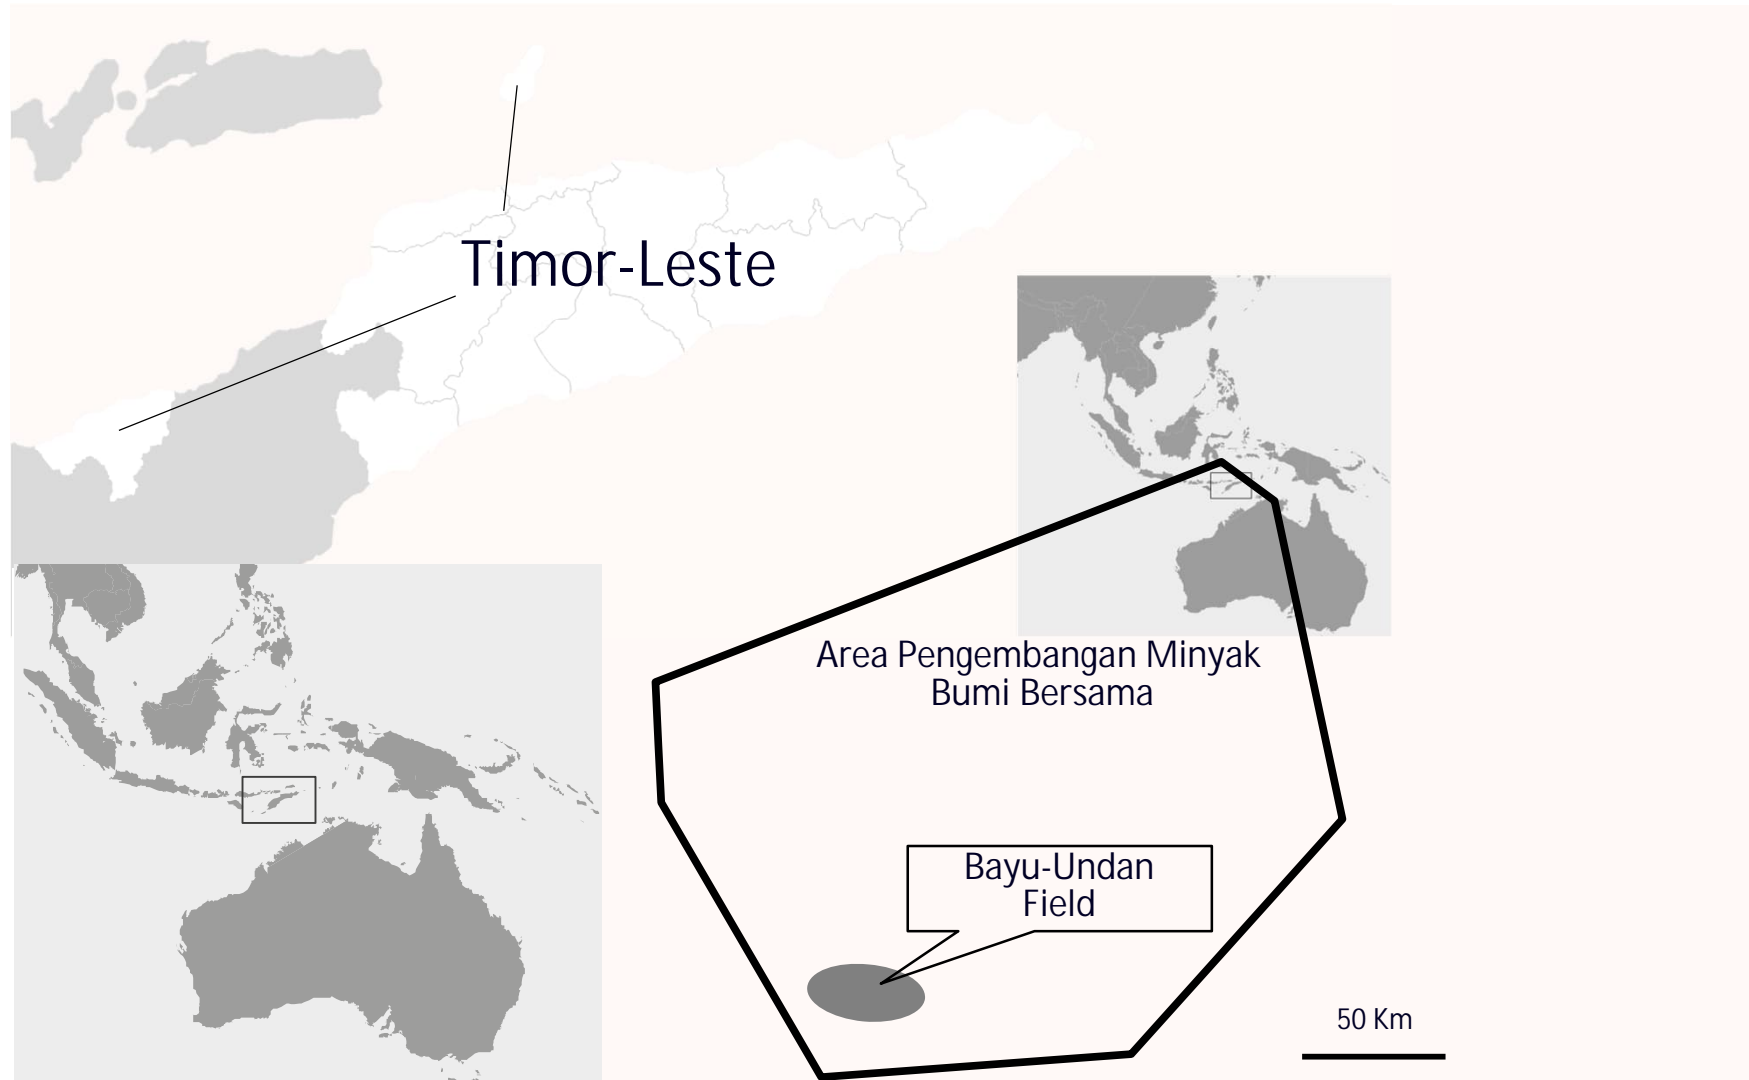 Timor-Leste
Area Pengembangan Minyak
Bumi Bersama
Bayu-Undan
Field
50 Km